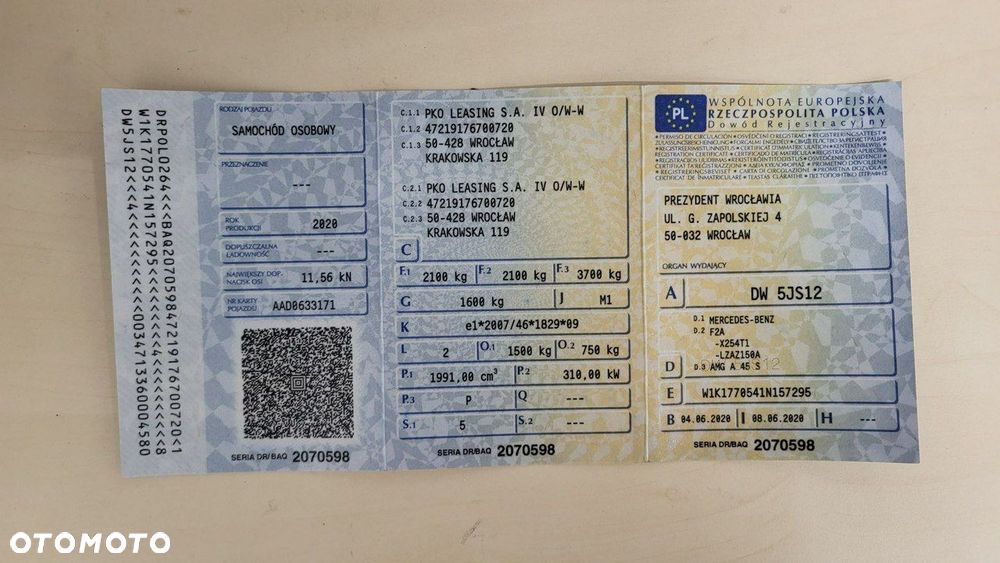 DRPOLO264<<BAQ20705984721917670072O<1
W1K1770541N157295<<<<<<<<<<4<<<<<<<<8
DW5JS12<<4<<<<<<<<<<<<<0034713360004580
RODZAJ POJAZDU
SAMOCHÓD OSOBOWY
PRZEZNACZENIE
---
ROK PRODUKCJI 2020
DOPUSZCZALNA ŁADOWNOŚĆ ---
NAJWIĘKSZY DOP. NACISK OSI 11,56 kN
NR KARTY POJAZDU AAD0633171
SERIA DR/BAQ 2070598
C.1.1 PKO LEASING S.A. IV O/W-W
C.1.2 47219176700720
C.1.3 50-428 WROCŁAW
KRAKOWSKA 119
C.2.1 PKO LEASING S.A. IV O/W-W
C.2.2 47219176700720
C.2.3 50-428 WROCŁAW
KRAKOWSKA 119
C
F.1 2100 kg F.2 2100 kg F.3 3700 kg
G 1600 kg J M1
K e1*2007/46*1829*09
L 2 O.1 1500 kg O.2 750 kg
P.1 1991,00 cm³ P.2 310,00 kW
P.3 P Q ---
S.1 5 S.2 ---
SERIA DR/BAQ 2070598
PL
WSPÓLNOTA EUROPEJSKA
RZECZPOSPOLITA POLSKA
Dowód Rejestracyjny
PREZYDENT WROCŁAWIA
UL. G. ZAPOLSKIEJ 4
50-032 WROCŁAW
ORGAN WYDAJĄCY
A DW 5JS12
D.1 MERCEDES-BENZ
D.2 F2A
-X254T1
-LZAZ150A
D D.3 AMG A 45 S
E W1K1770541N157295
B 04.06.2020 I 08.06.2020 H ---
SERIA DR/BAQ 2070598
OTOMOTO